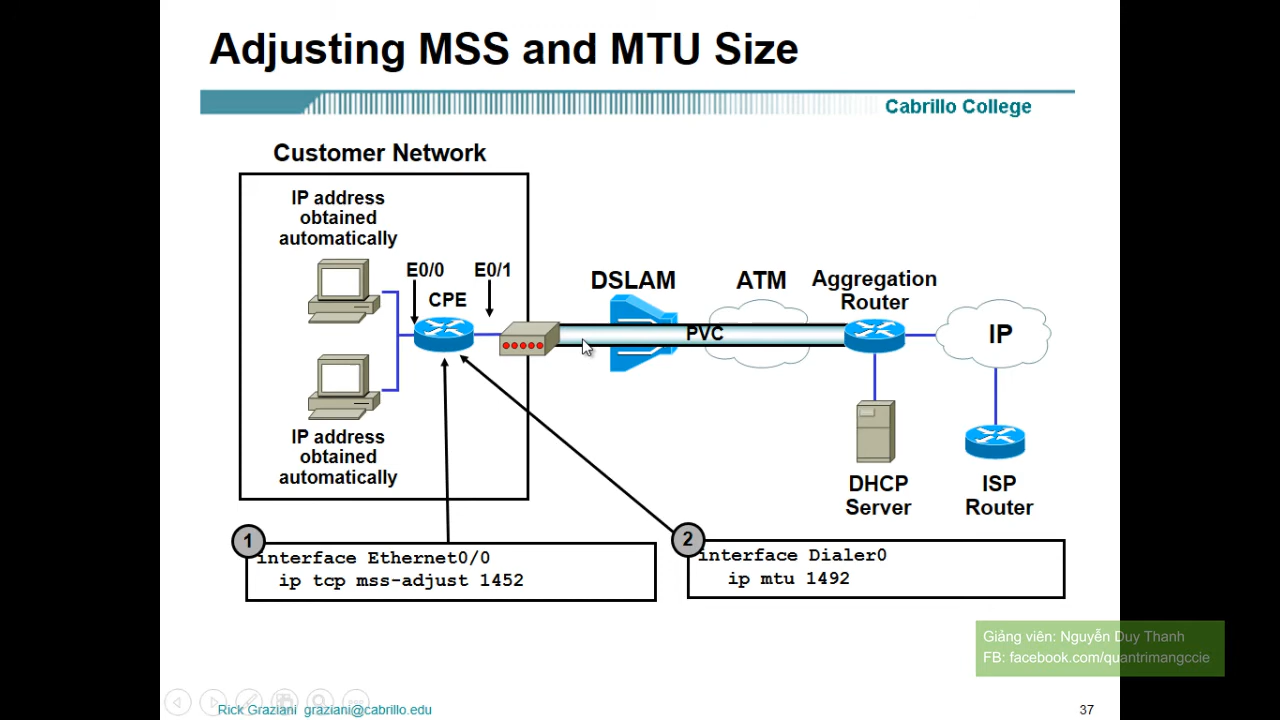 Adjusting MSS and MTU Size
Cabrillo College
Customer Network
IP address
obtained
automatically
E0/0
E0/1
CPE
DSLAM
ATM
Aggregation
Router
PVC
IP
IP address
obtained
automatically
DHCP
Server
ISP
Router
1
interface Ethernet0/0
ip tcp mss-adjust 1452
2
interface Dialer0
ip mtu 1492
Giảng viên: Nguyễn Duy Thanh
FB: facebook.com/quantrimangccie
Rick Graziani graziani@cabrillo.edu
37